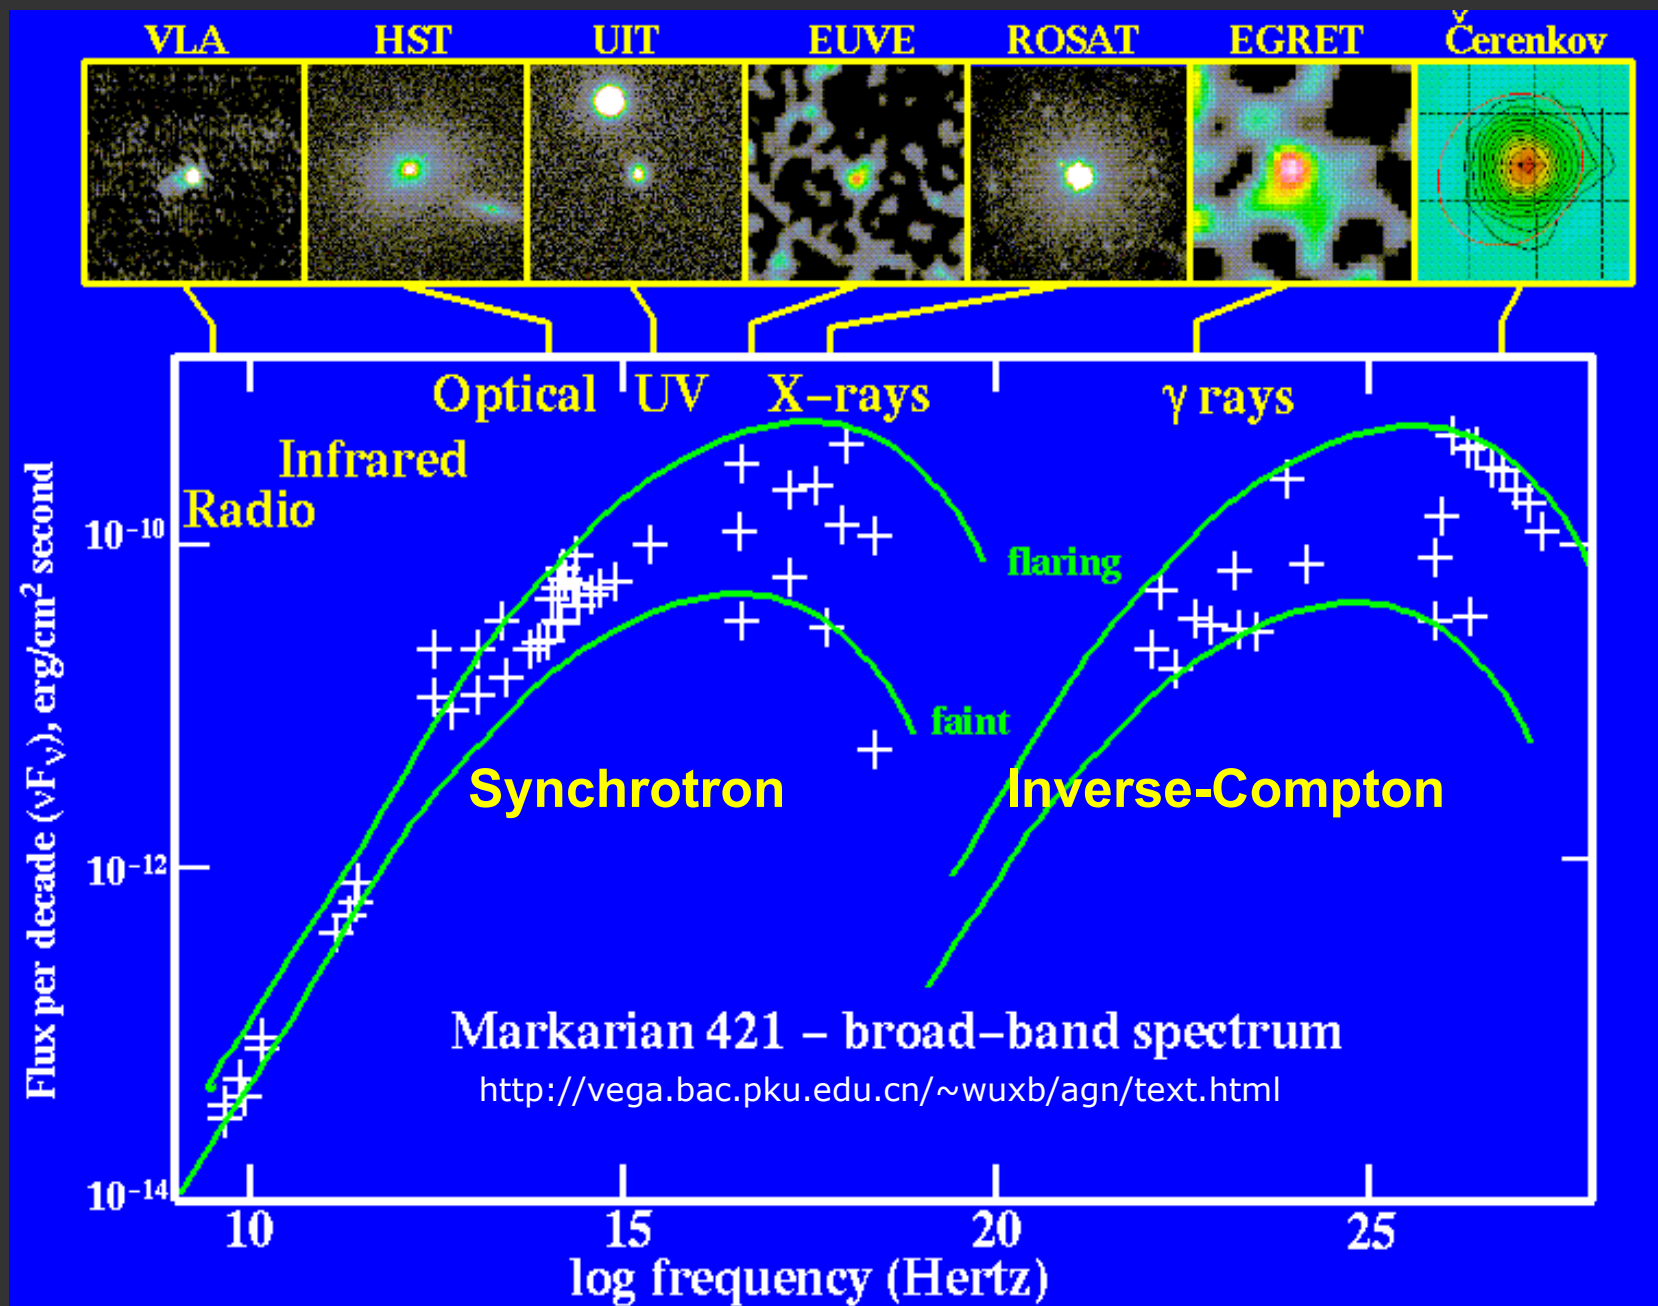 VLA HST UIT EUVE ROSAT EGRET Čerenkov
Optical UV X-rays γ rays
Infrared
Radio
10-10
flaring
faint
Synchrotron Inverse-Compton
10-12
Markarian 421 – broad-band spectrum
http://vega.bac.pku.edu.cn/~wuxb/agn/text.html
10-14
10 15 20 25
log frequency (Hertz)
Flux per decade (νFν), erg/cm² second